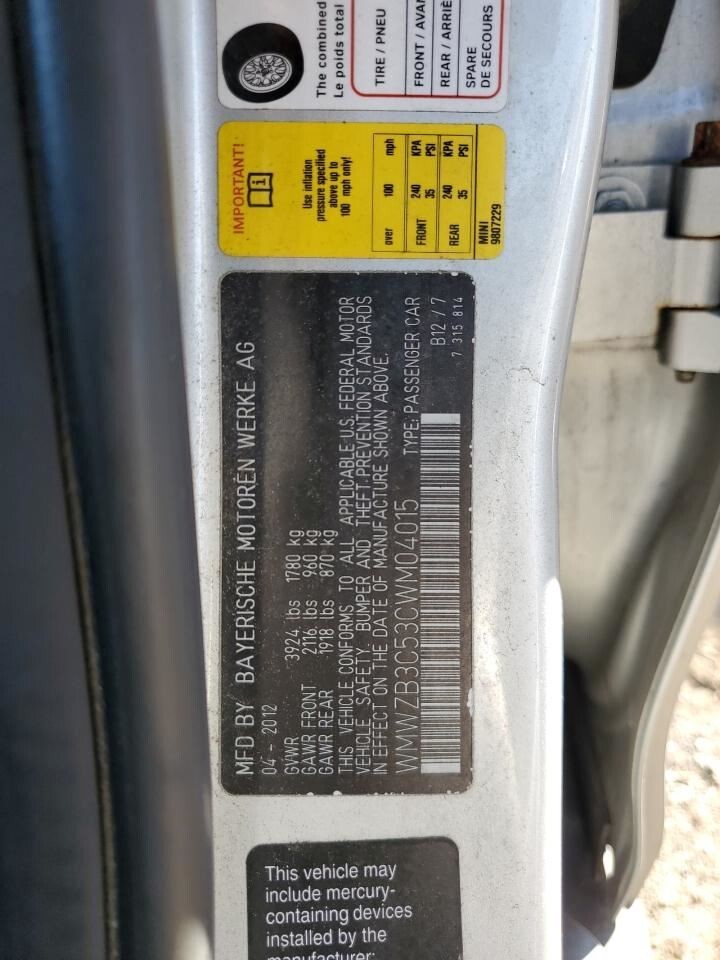 The combined
Le poids total
TIRE / PNEU
FRONT / AVAN
REAR / ARRIÈ
SPARE
DE SECOURS
IMPORTANT!
i
Use inflation
pressure specified
above up to
100 mph only!
over 100 mph
FRONT 240 KPA
35 PSI
REAR 240 KPA
35 PSI
MINI
9807229
MFD BY BAYERISCHE MOTOREN WERKE AG
04 - 2012
GVWR 3924 lbs 1780 kg
GAWR FRONT 2116 lbs 960 kg
GAWR REAR 1918 lbs 870 kg
THIS VEHICLE CONFORMS TO ALL APPLICABLE U.S. FEDERAL MOTOR
VEHICLE SAFETY, BUMPER AND THEFT PREVENTION STANDARDS
IN EFFECT ON THE DATE OF MANUFACTURE SHOWN ABOVE.
WMWZB3C53CWM04015 TYPE: PASSENGER CAR
B12 / 7
7 315 814
This vehicle may
include mercury-
containing devices
installed by the
manufacturer: